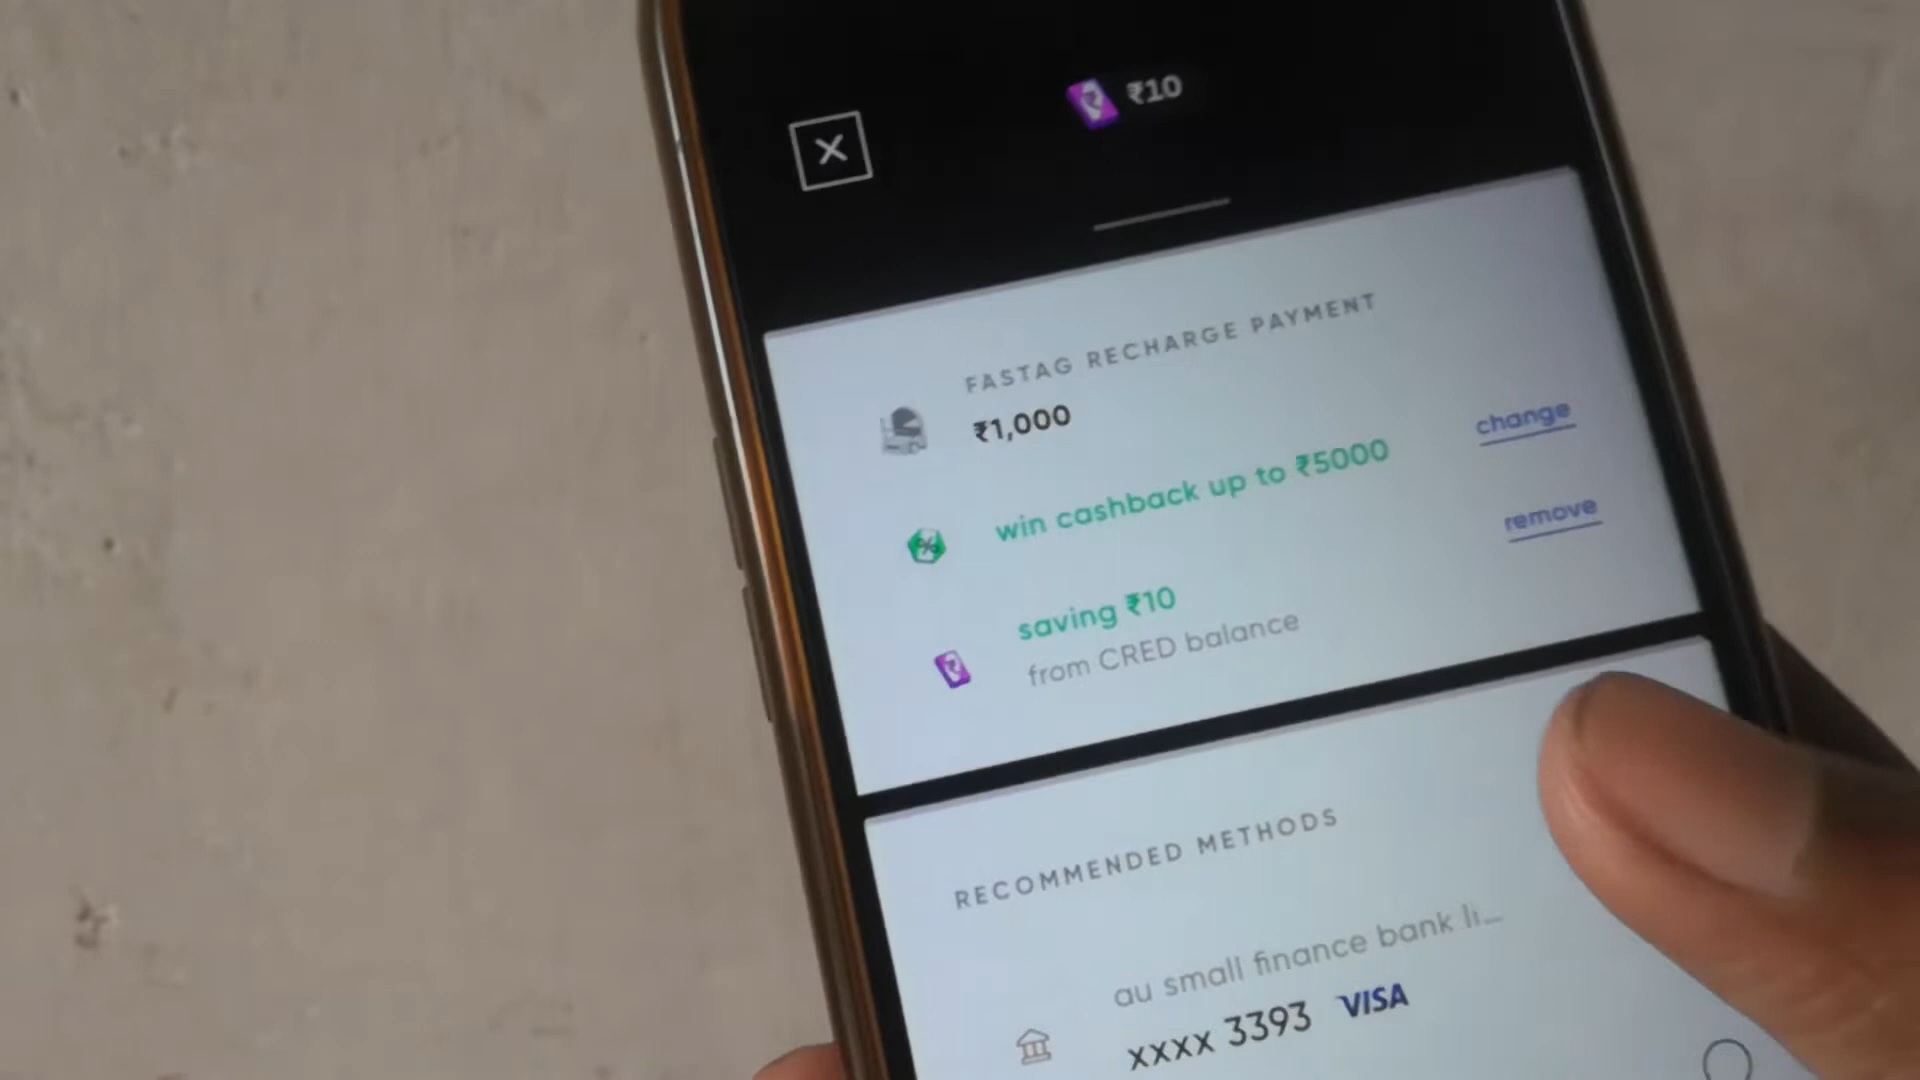 ₹10
FASTAG RECHARGE PAYMENT
₹1,000
change
win cashback up to ₹5000
remove
saving ₹10
from CRED balance
RECOMMENDED METHODS
au small finance bank li...
xxxx 3393 VISA